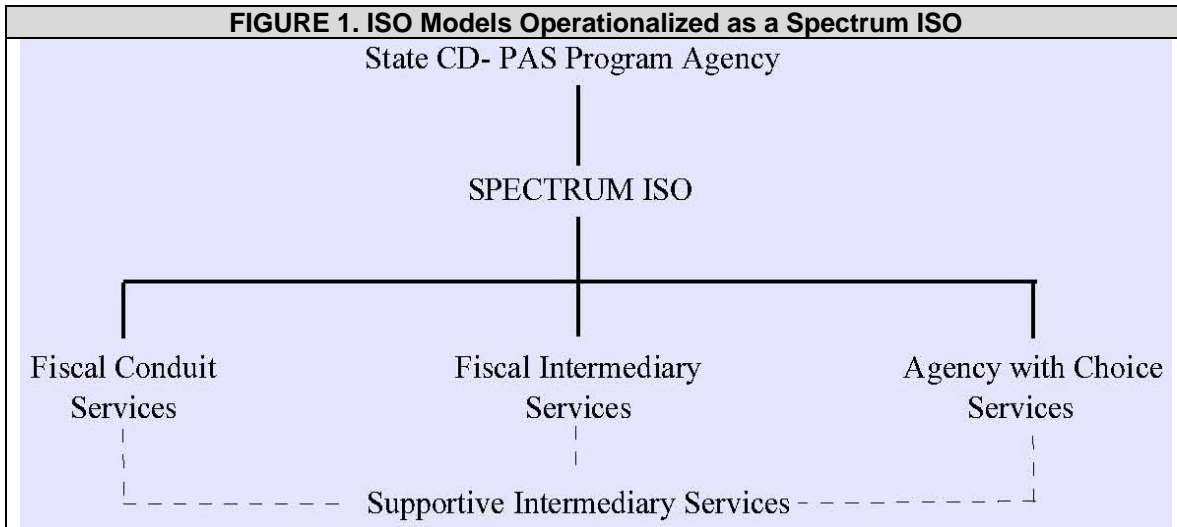 FIGURE 1. ISO Models Operationalized as a Spectrum ISO
State CD- PAS Program Agency
SPECTRUM ISO
Fiscal Conduit
Services
Fiscal Intermediary
Services
Agency with Choice
Services
Supportive Intermediary Services